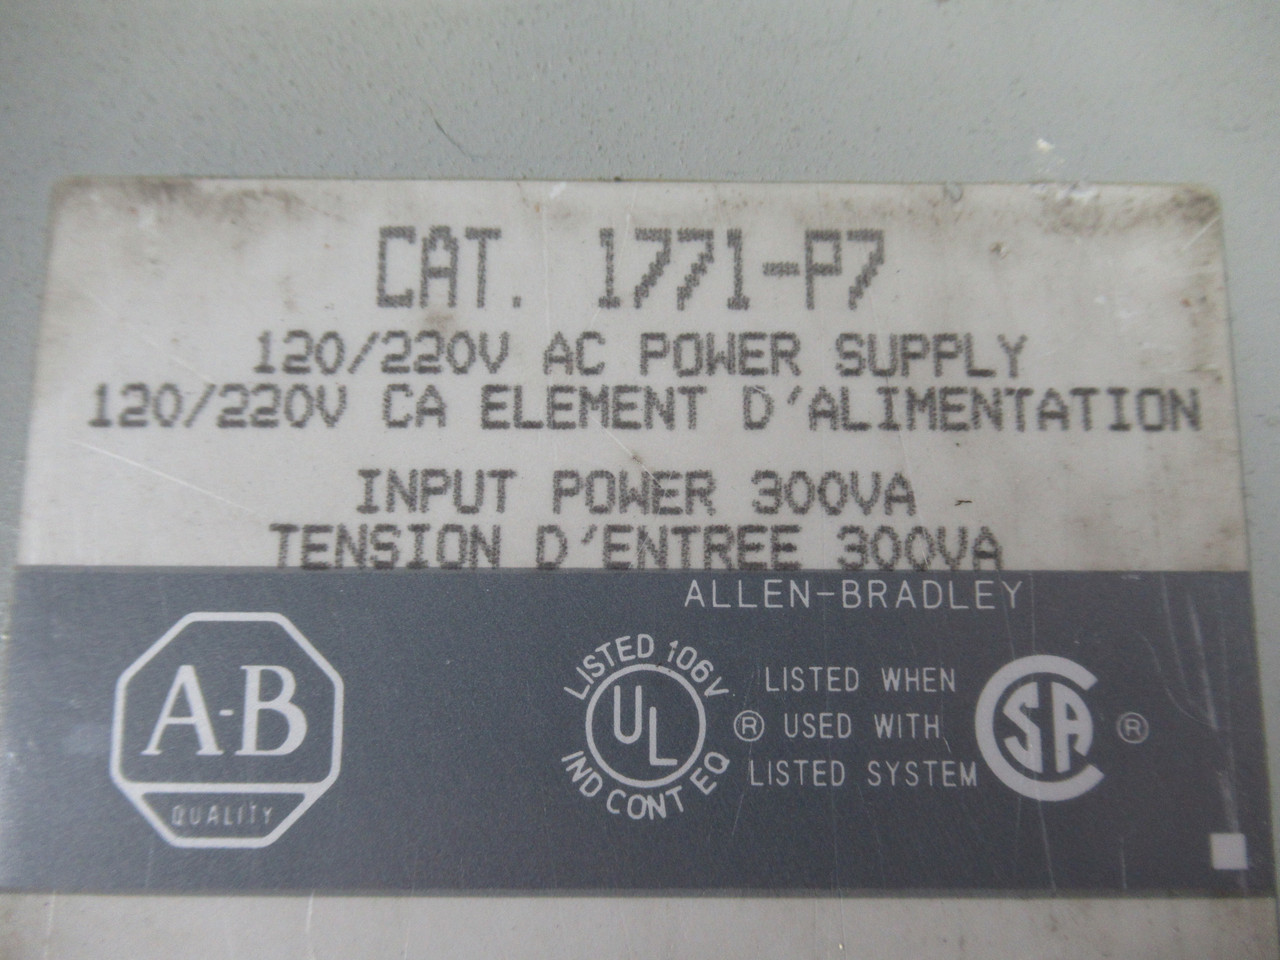 CAT. 1771-P7
120/220V AC POWER SUPPLY
120/220V CA ELEMENT D'ALIMENTATION
INPUT POWER 300VA
TENSION D'ENTREE 300VA
ALLEN-BRADLEY
A-B
QUALITY
LISTED 106V
UL
IND CONT EQ
®
LISTED WHEN
USED WITH
LISTED SYSTEM
CSA
®